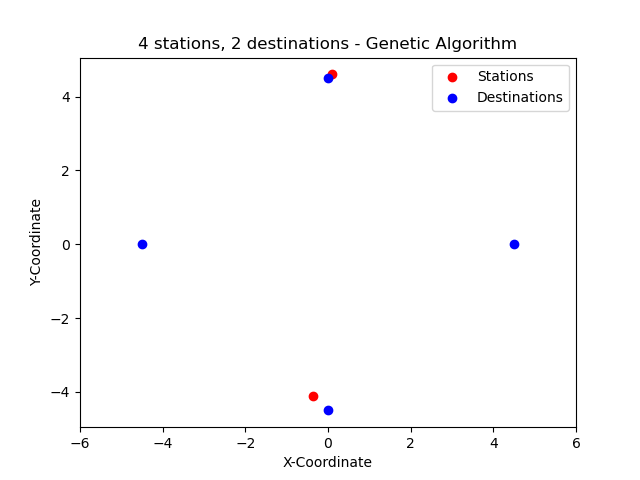 4 stations, 2 destinations - Genetic Algorithm
Stations
Destinations
4
2
0
−2
−4
Y-Coordinate
−6
−4
−2
0
2
4
6
X-Coordinate